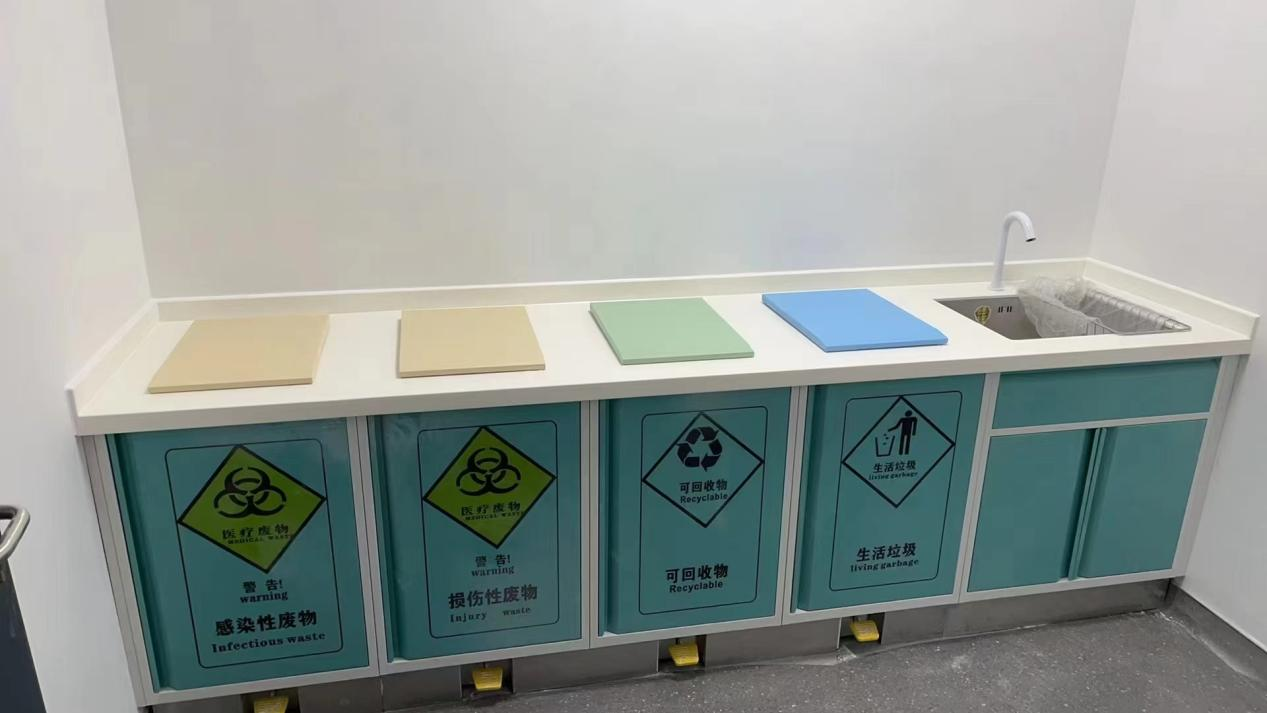 医疗废物
MEDICAL WASTE
警告!
warning
感染性废物
Infectious waste
医疗废物
MEDICAL WASTE
警告!
warning
损伤性废物
Injury waste
可回收物
Recyclable
可回收物
Recyclable
生活垃圾
living garbage
生活垃圾
living garbage